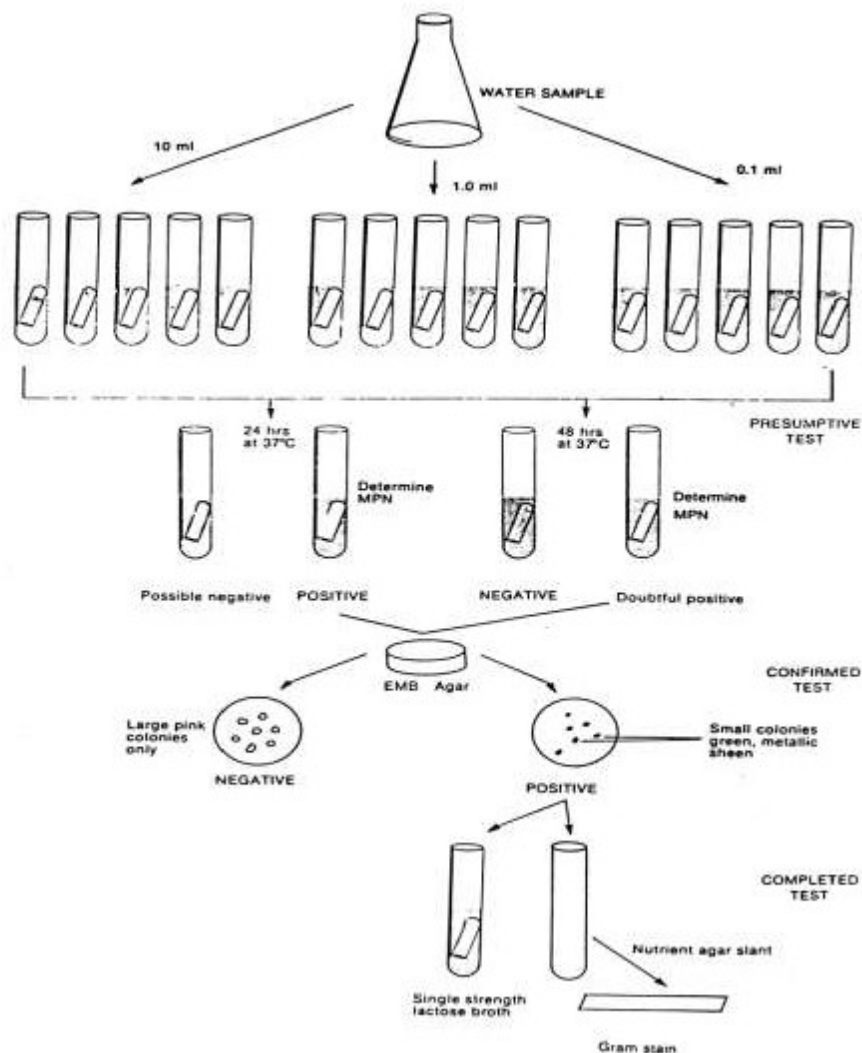 WATER SAMPLE
10 ml
1.0 ml
0.1 ml
24 hrs
at 37°C
48 hrs
at 37°C
PRESUMPTIVE
TEST
Determine
MPN
Determine
MPN
Possible negative
POSITIVE
NEGATIVE
Doubtful positive
EMB Agar
CONFIRMED
TEST
Large pink
colonies
only
Small colonies
green, metallic
sheen
NEGATIVE
POSITIVE
COMPLETED
TEST
Nutrient agar slant
Single strength
lactose broth
Gram stain